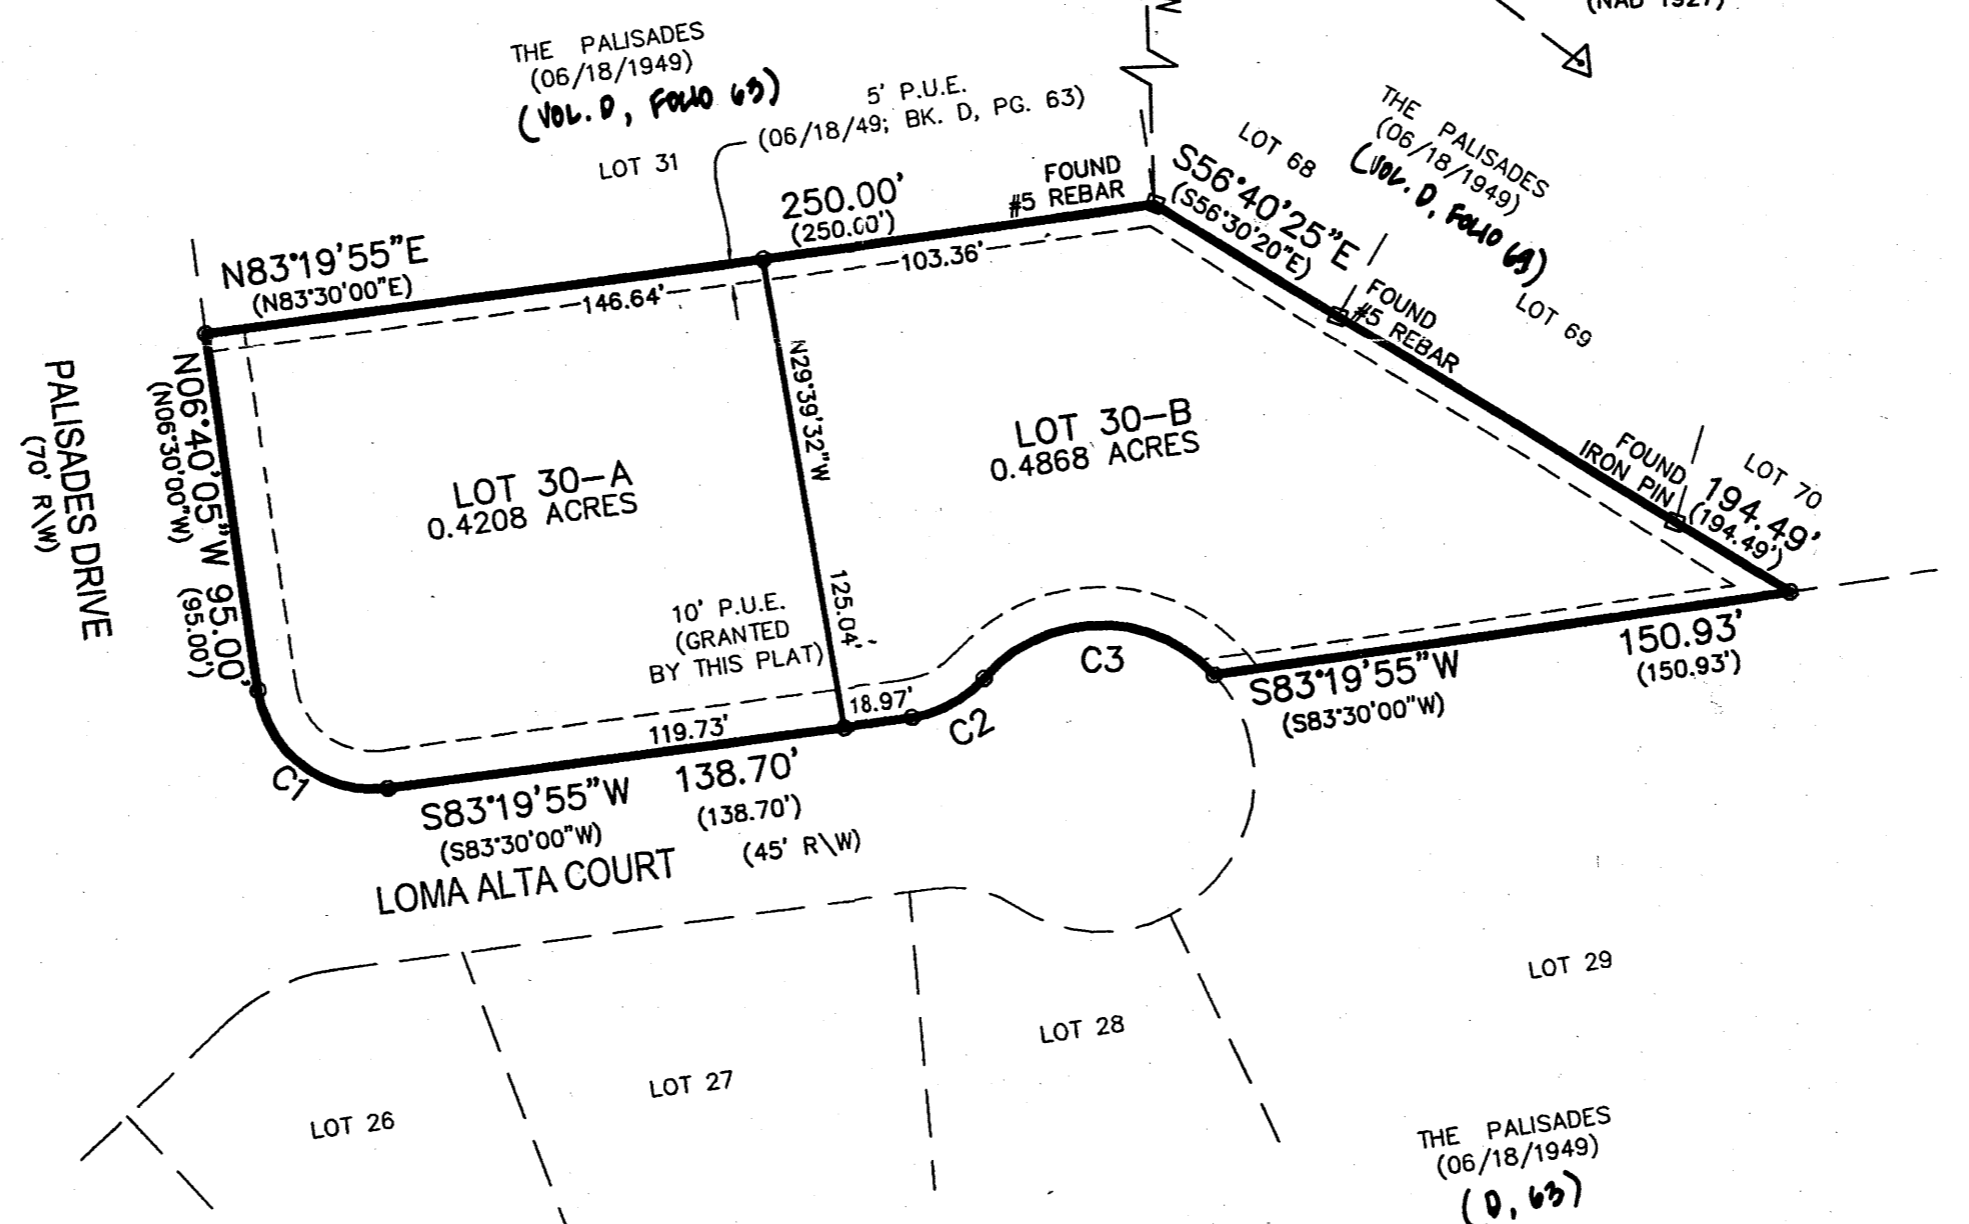 (NAD 1927)
THE PALISADES
(06/18/1949)
(VOL. D, FOLIO 63)
5' P.U.E.
(06/18/49; BK. D, PG. 63)
LOT 31
THE PALISADES
(06/18/1949)
(VOL. D, FOLIO 63)
LOT 68
S56°40'25"E
(S56°30'20"E)
FOUND
#5 REBAR
250.00'
(250.00')
N83°19'55"E
(N83°30'00"E)
146.64'
103.36'
FOUND
#5 REBAR
LOT 69
PALISADES DRIVE
(70' R\W)
N06°40'05"W 95.00'
(N06°30'00"W) (95.00')
N29°39'32"W
125.04'
LOT 30-A
0.4208 ACRES
LOT 30-B
0.4868 ACRES
FOUND
IRON PIN
LOT 70
194.49'
(194.49')
10' P.U.E.
(GRANTED
BY THIS PLAT)
C3
150.93'
(150.93')
S83°19'55"W
(S83°30'00"W)
18.97'
119.73'
C2
C1
S83°19'55"W
(S83°30'00"W)
138.70'
(138.70')
(45' R\W)
LOMA ALTA COURT
LOT 29
LOT 28
LOT 27
LOT 26
THE PALISADES
(06/18/1949)
(D, 63)